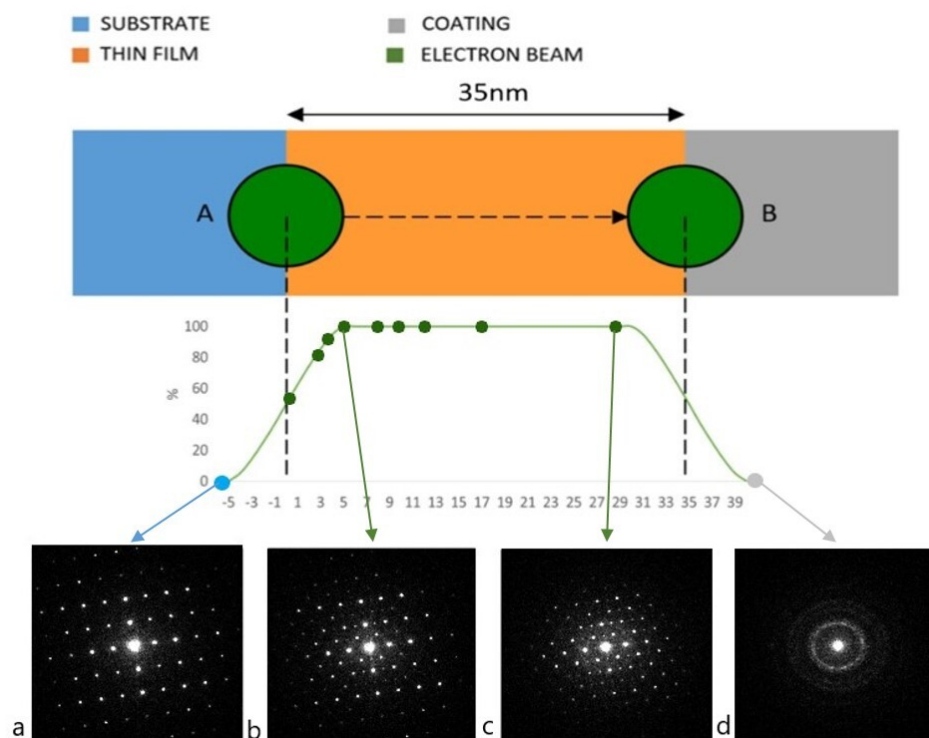 SUBSTRATE COATING
THIN FILM ELECTRON BEAM
35nm
A B
100
80
60
40
20
0
%
-5 -3 -1 1 3 5 7 9 11 13 15 17 19 21 23 25 27 29 31 33 35 37 39
a b c d